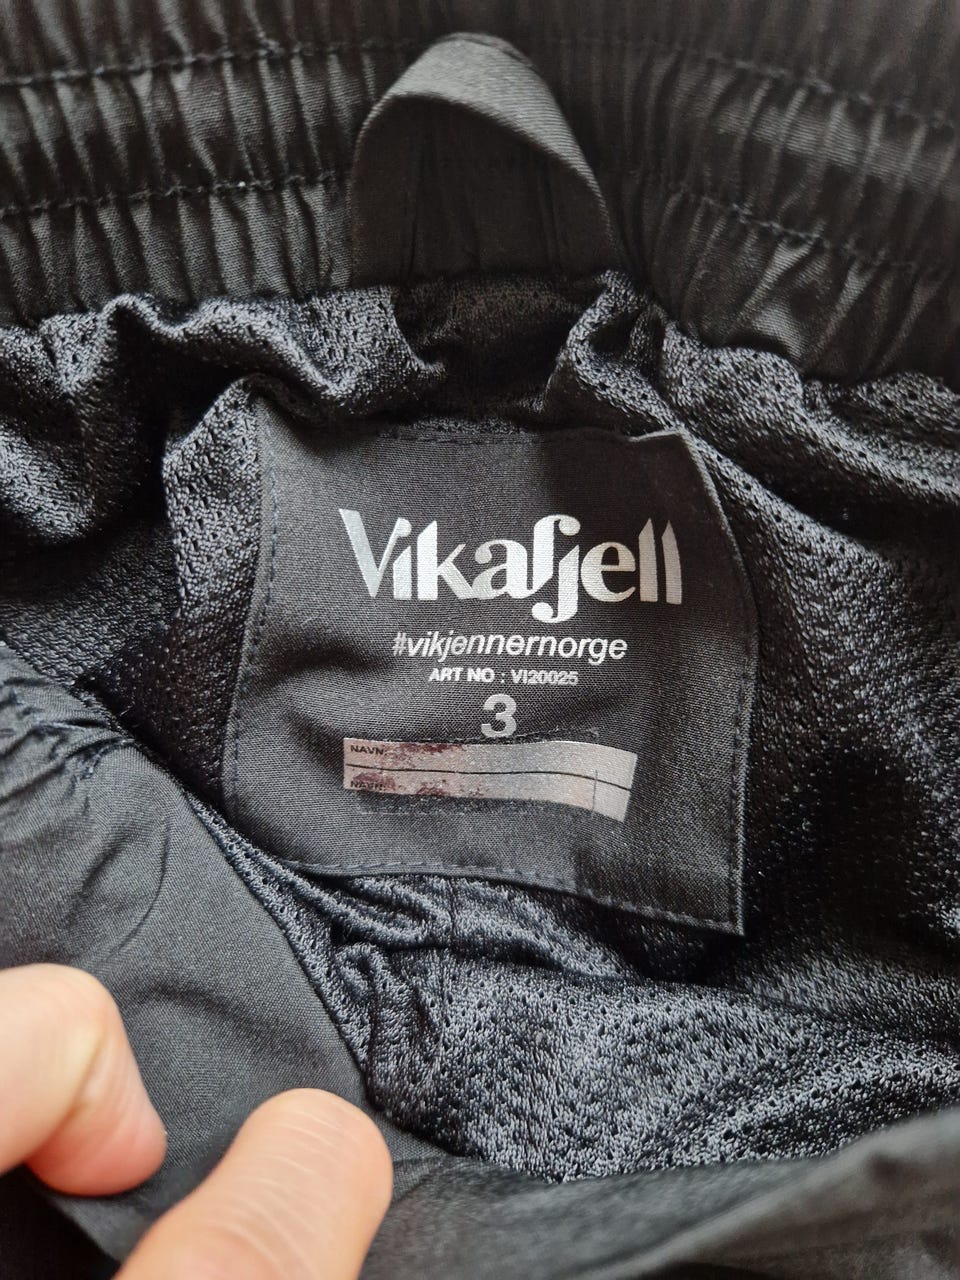 Vikafjell
#vikjennernorge
ART NO : VI20025
3
NAVN:
NAVN: